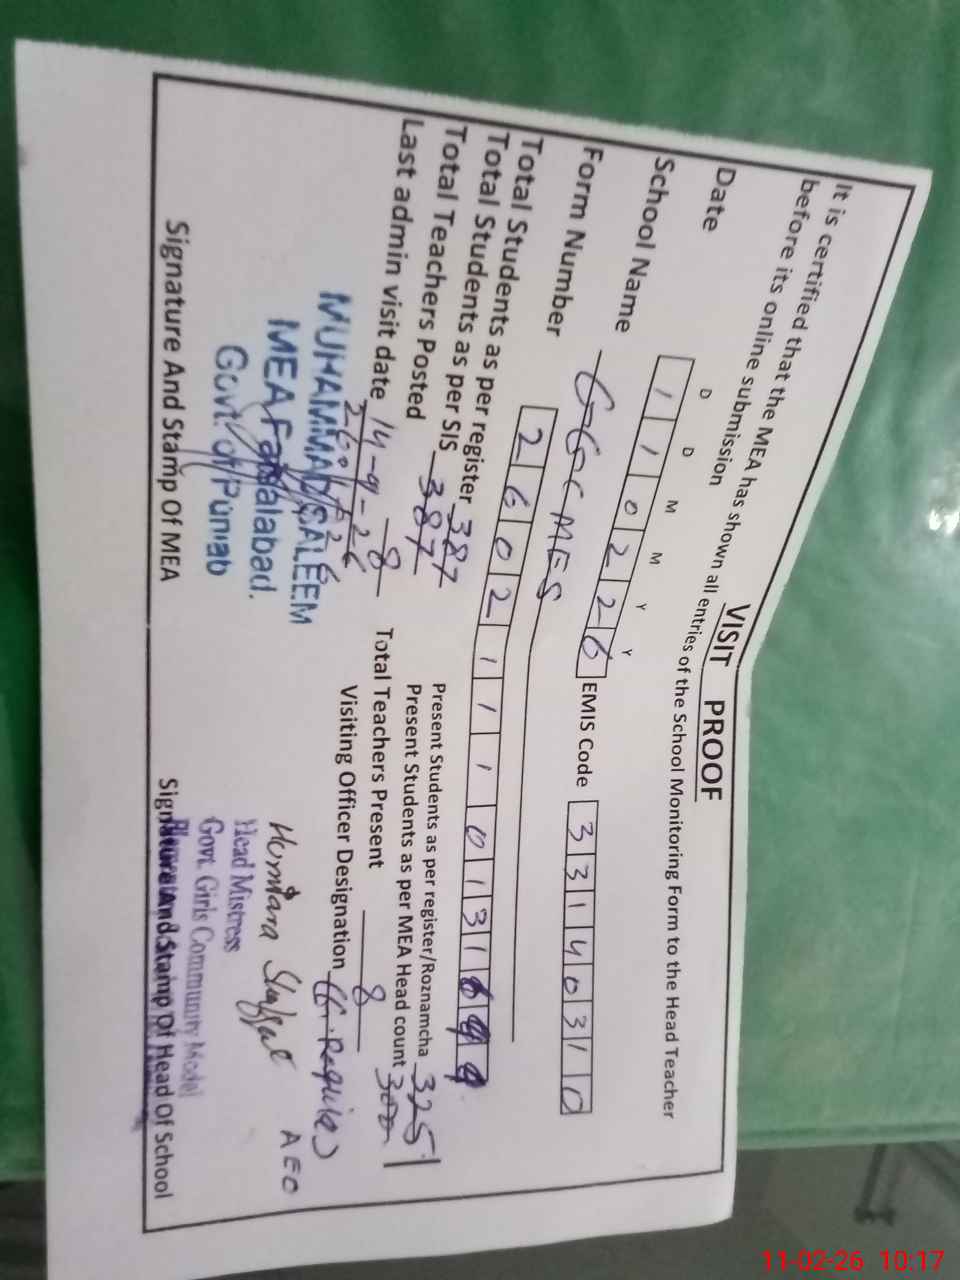 VISIT PROOF
It is certified that the MEA has shown all entries of the School Monitoring Form to the Head Teacher
before its online submission
D D M M Y Y
Date 1 1 0 2 2 6 EMIS Code 3 3 1 4 0 3 1 0
School Name GGCMES
Form Number 2 6 0 2 1 1 1 0 1 3 1
Total Students as per register 387 Present Students as per register/Roznamcha 325
Total Students as per SIS 387 Present Students as per MEA Head count 300
Total Teachers Posted 8 Total Teachers Present 8
Last admin visit date 14-9-26 Visiting Officer Designation
MUHAMMAD SALEEM
MEA Faisalabad.
Govt. of Punjab
AEO
Head Mistress
Govt. Girls Community Model
Signature And Stamp Of MEA Signature And Stamp Of Head Of School
11-02-26 10:17